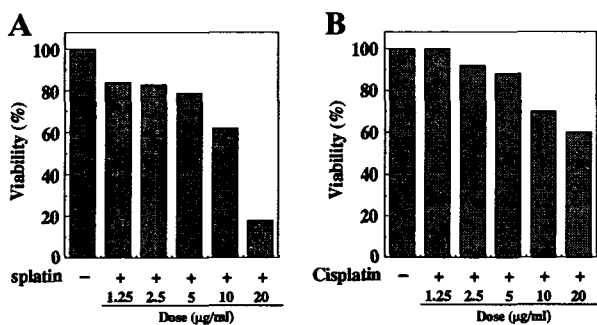 A
Viability (%)
100
80
60
40
20
0
splatin − + + + + +
1.25 2.5 5 10 20
Dose (μg/ml)
B
Viability (%)
100
80
60
40
20
0
Cisplatin − + + + + +
1.25 2.5 5 10 20
Dose (μg/ml)